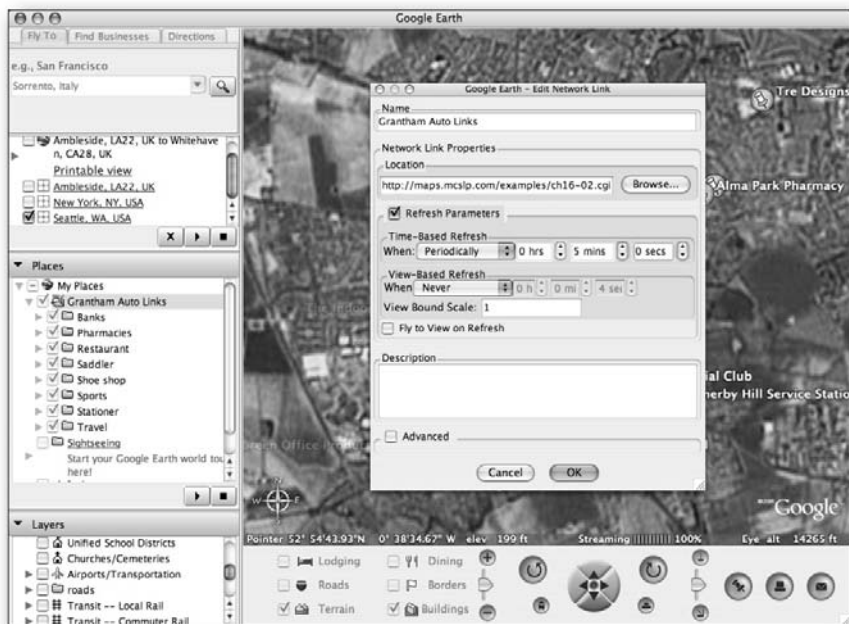 Google Earth
Fly To
Find Businesses
Directions
e.g., San Francisco
Sorrento, Italy
Ambleside, LA22, UK to Whitehave
n, CA28, UK
Printable view
Ambleside, LA22, UK
New York, NY, USA
Seattle, WA, USA
Places
My Places
Grantham Auto Links
Banks
Pharmacies
Restaurant
Saddler
Shoe shop
Sports
Stationer
Travel
Sightseeing
Start your Google Earth world tou
here!
Layers
Unified School Districts
Churches/Cemeteries
Airports/Transportation
roads
Transit -- Local Rail
Transit -- Commuter Rail
Google Earth - Edit Network Link
Name
Grantham Auto Links
Network Link Properties
Location
http://maps.mcslp.com/examples/ch16-02.cgi
Browse...
Refresh Parameters
Time-Based Refresh
When: Periodically 0 hrs 5 mins 0 secs
View-Based Refresh
When Never 0 h 0 mi 4 sec
View Bound Scale: 1
Fly to View on Refresh
Description
Advanced
Cancel
OK
Tre Designs
Alma Park Pharmacy
ial Club
herby Hill Service Statio
Google
Pointer 52° 54'43.93"N 0° 38'34.67" W elev 199 ft Streaming 100% Eye alt 14265 ft
Lodging
Dining
Roads
Borders
Terrain
Buildings